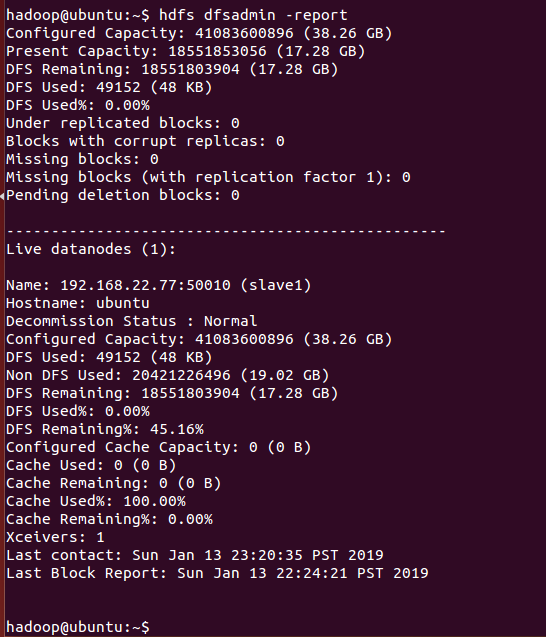 hadoop@ubuntu:~$ hdfs dfsadmin -report
Configured Capacity: 41083600896 (38.26 GB)
Present Capacity: 18551853056 (17.28 GB)
DFS Remaining: 18551803904 (17.28 GB)
DFS Used: 49152 (48 KB)
DFS Used%: 0.00%
Under replicated blocks: 0
Blocks with corrupt replicas: 0
Missing blocks: 0
Missing blocks (with replication factor 1): 0
Pending deletion blocks: 0
-------------------------------------------------
Live datanodes (1):
Name: 192.168.22.77:50010 (slave1)
Hostname: ubuntu
Decommission Status : Normal
Configured Capacity: 41083600896 (38.26 GB)
DFS Used: 49152 (48 KB)
Non DFS Used: 20421226496 (19.02 GB)
DFS Remaining: 18551803904 (17.28 GB)
DFS Used%: 0.00%
DFS Remaining%: 45.16%
Configured Cache Capacity: 0 (0 B)
Cache Used: 0 (0 B)
Cache Remaining: 0 (0 B)
Cache Used%: 100.00%
Cache Remaining%: 0.00%
Xceivers: 1
Last contact: Sun Jan 13 23:20:35 PST 2019
Last Block Report: Sun Jan 13 22:24:21 PST 2019
hadoop@ubuntu:~$